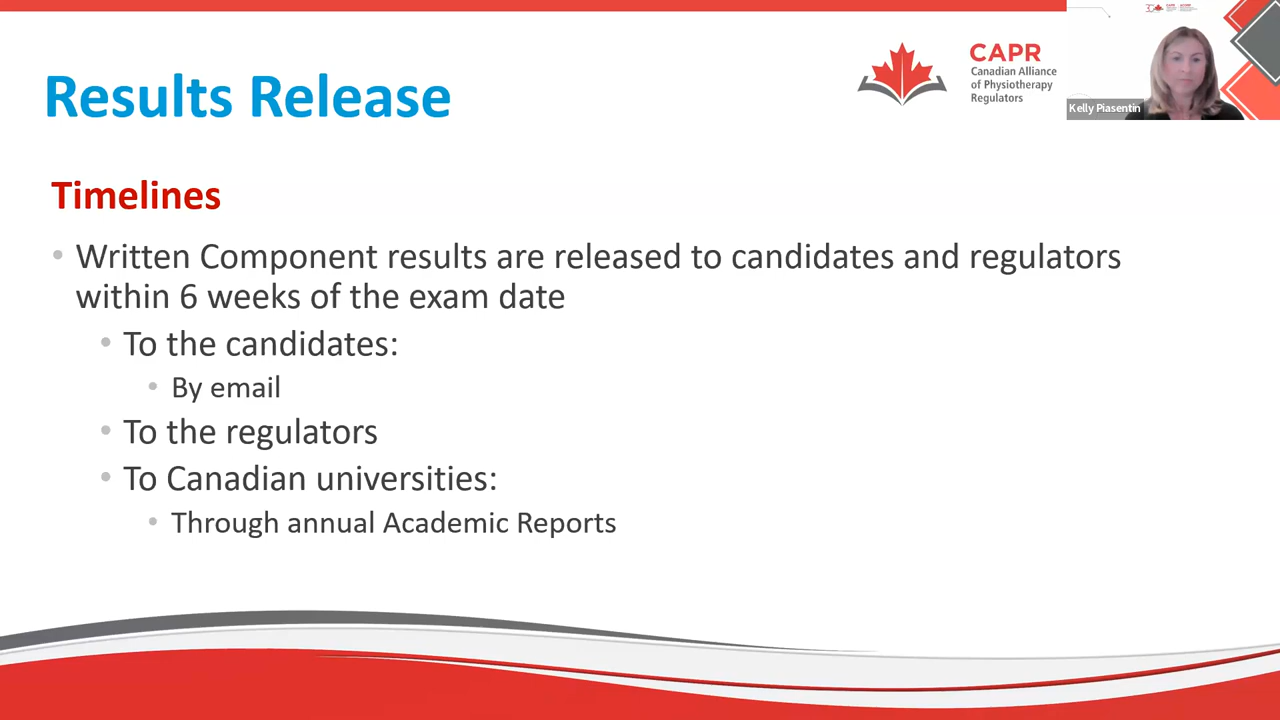 Results Release
CAPR
Canadian Alliance
of Physiotherapy
Regulators
Kelly Piasentin
Timelines
• Written Component results are released to candidates and regulators
within 6 weeks of the exam date
• To the candidates:
• By email
• To the regulators
• To Canadian universities:
• Through annual Academic Reports